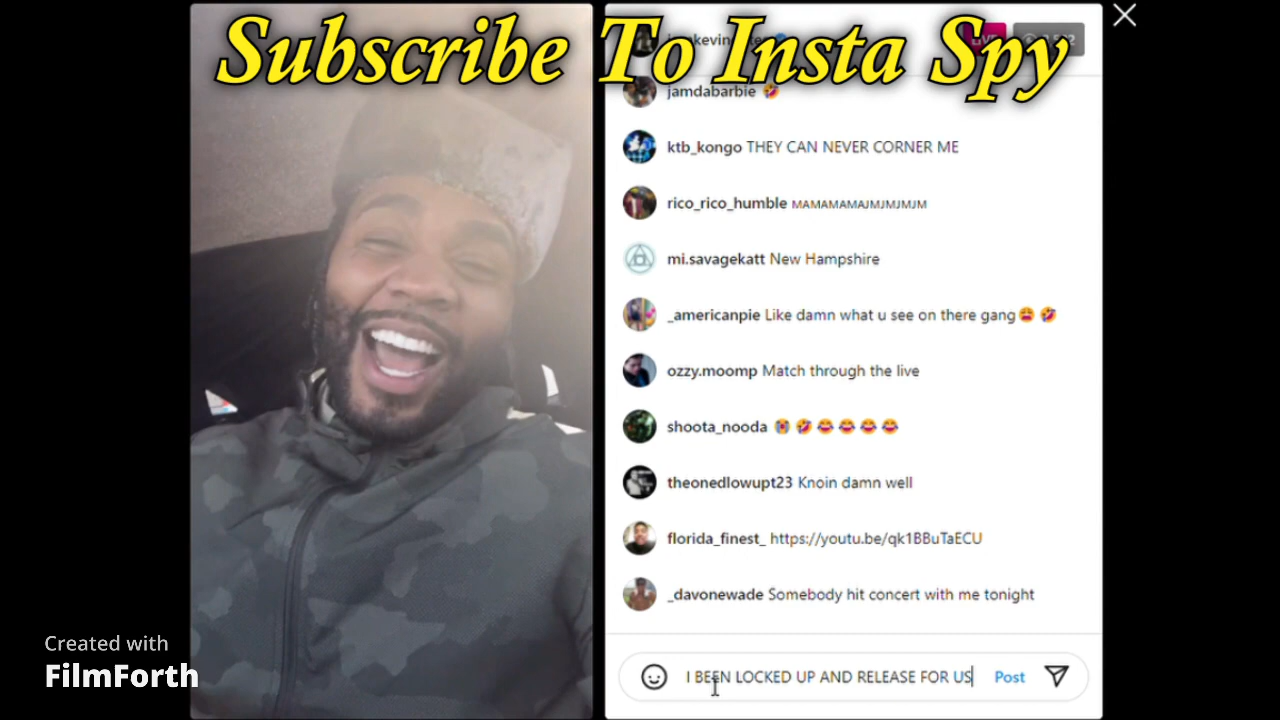 Subscribe To Insta Spy
jamdabarbie 🤣
ktb_kongo THEY CAN NEVER CORNER ME
rico_rico_humble ᴍᴀᴍᴀᴍᴀᴍᴀᴊᴍᴊᴍᴊᴍᴊᴍ
mi.savagekatt New Hampshire
_americanpie Like damn what u see on there gang😩 🤣
ozzy.moomp Match through the live
shoota_nooda 😭 🤣 😂 😂 😂 😂
theonedlowupt23 Knoin damn well
florida_finest_ https://youtu.be/qk1BBuTaECU
_davonewade Somebody hit concert with me tonight
I BEEN LOCKED UP AND RELEASE FOR US Post
Created with
FilmForth